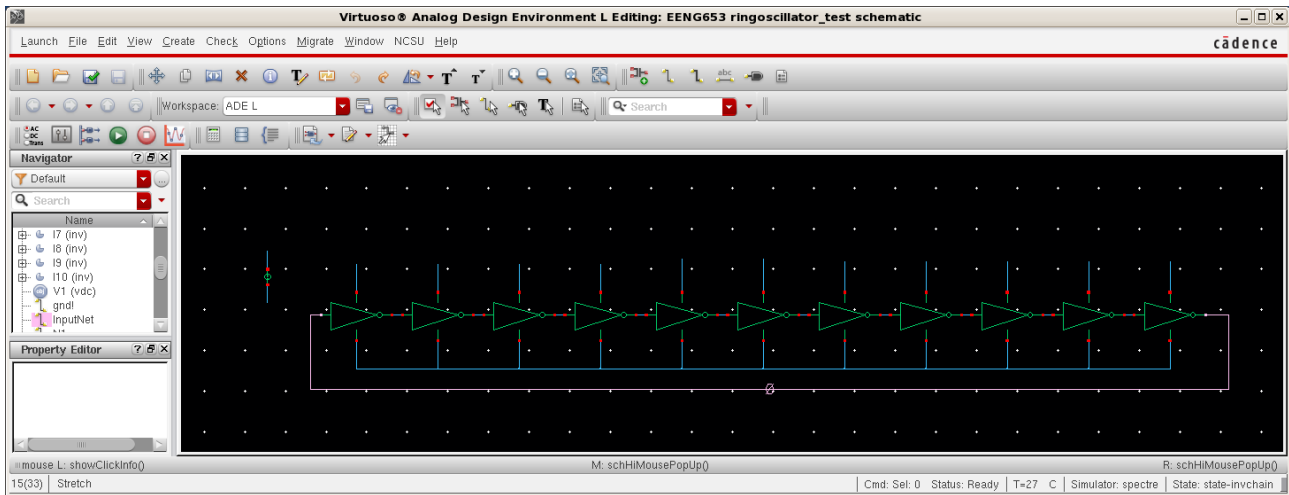 Virtuoso® Analog Design Environment L Editing: EENG653 ringoscillator_test schematic
Launch File Edit View Create Check Options Migrate Window NCSU Help
cādence
abc
Workspace: ADE L
Search
AC
DC
Trans
Navigator
Default
Search
Name
I7 (inv)
I8 (inv)
I9 (inv)
I10 (inv)
V1 (vdc)
gnd!
InputNet
Property Editor
mouse L: showClickInfo() M: schHiMousePopUp() R: schHiMousePopUp()
15(33) Stretch Cmd: Sel: 0 Status: Ready T=27 C Simulator: spectre State: state-invchain